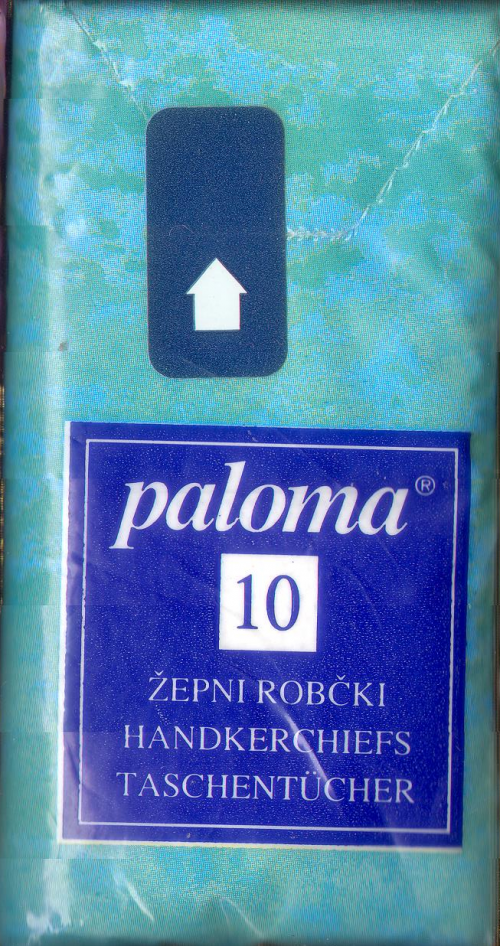 paloma®
10
ŽEPNI ROBČKI
HANDKERCHIEFS
TASCHENTÜCHER